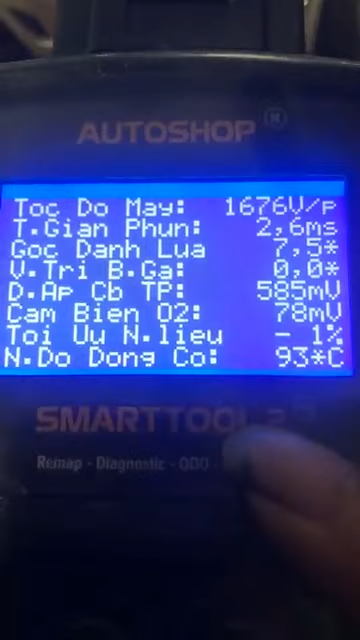 AUTOSHOP ®
Toc Do May: 1676V/p
T.Gian Phun: 2,6ms
Goc Danh Lua 7,5*
V.Tri B.Ga: 0,0*
D.Ap Cb TP: 585mV
Cam Bien O2: 78mV
Toi Uu N.lieu - 1%
N.Do Dong Co: 93*C
SMARTTOOL
Remap - Diagnostic - ODO